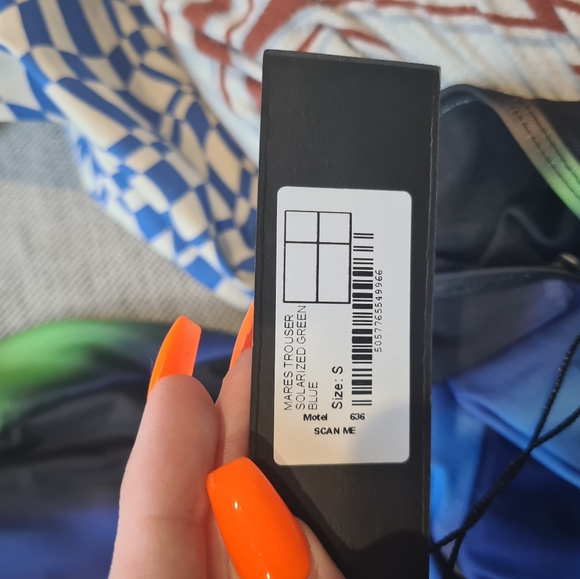 MARES TROUSER
SOLARIZED GREEN
BLUE
Size: S
5057765549966
Motel 636
SCAN ME